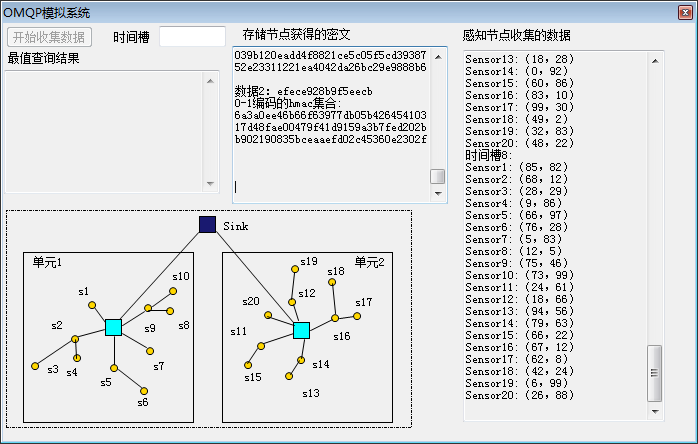 OMQP模拟系统
开始收集数据
时间槽
最值查询结果
存储节点获得的密文
039b120eadd4f8821ce5c05f5cd39387
52e23311221ea4042da26bc29e9888b6
数据2：efece928b9f5eecb
0-1编码的hmac集合:
6a3a0ee46b66f63977db05b426454103
17d48fae00479f41d9159a3b7fed202b
b902190835bceaaefd02c45360e2302f
感知节点收集的数据
Sensor13: (18, 28)
Sensor14: (0, 92)
Sensor15: (60, 86)
Sensor16: (83, 10)
Sensor17: (99, 30)
Sensor18: (49, 2)
Sensor19: (32, 83)
Sensor20: (48, 22)
时间槽8:
Sensor1: (85, 82)
Sensor2: (68, 12)
Sensor3: (28, 29)
Sensor4: (9, 86)
Sensor5: (66, 97)
Sensor6: (76, 28)
Sensor7: (5, 83)
Sensor8: (12, 5)
Sensor9: (75, 46)
Sensor10: (73, 99)
Sensor11: (24, 61)
Sensor12: (18, 66)
Sensor13: (94, 56)
Sensor14: (79, 63)
Sensor15: (66, 22)
Sensor16: (67, 12)
Sensor17: (62, 8)
Sensor18: (42, 24)
Sensor19: (6, 99)
Sensor20: (26, 88)
Sink
单元1
s10
s1
s2
s9
s8
s3
s4
s7
s5
s6
单元2
s19
s18
s20
s12
s17
s11
s16
s15
s14
s13